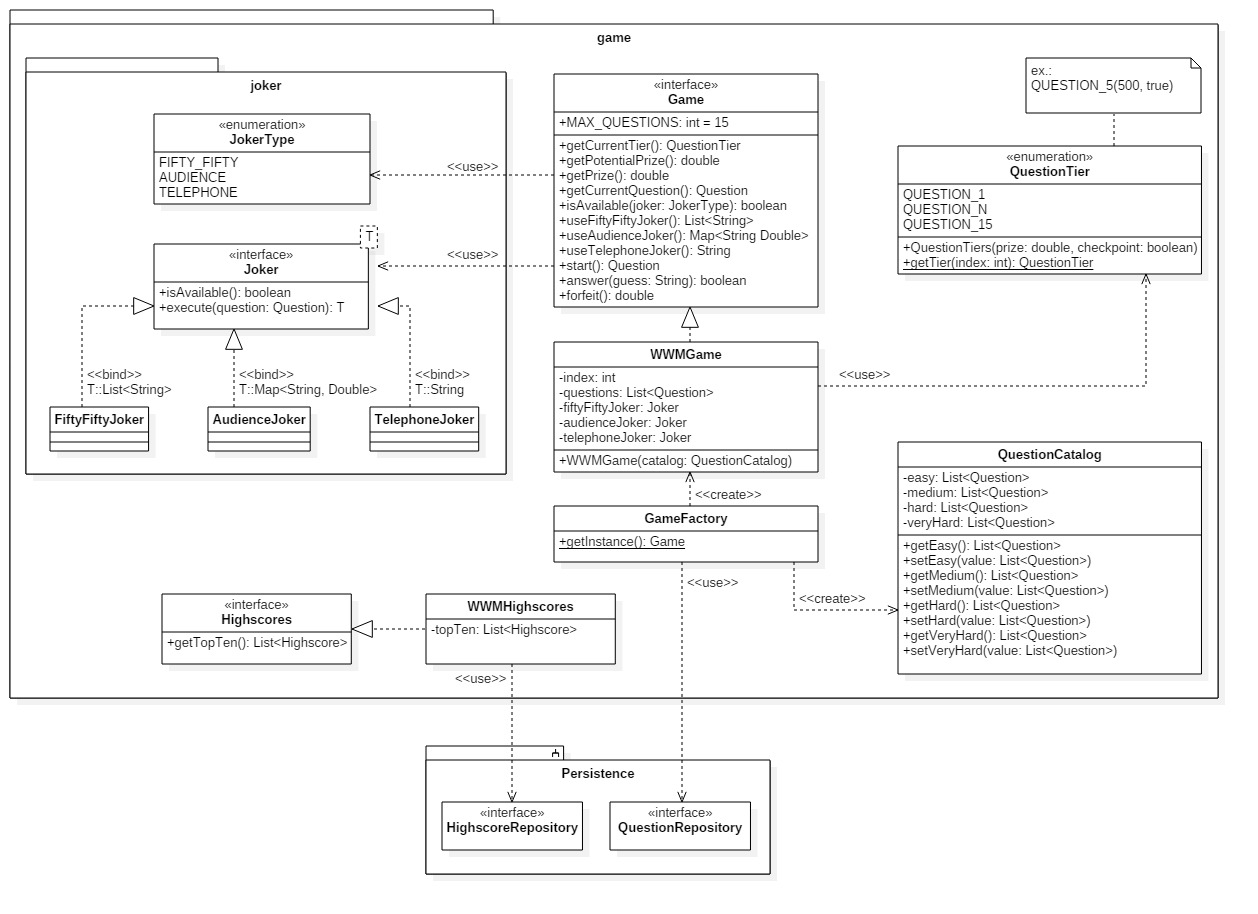 game
joker
«enumeration»
JokerType
FIFTY_FIFTY
AUDIENCE
TELEPHONE
<<use>>
T
«interface»
Joker
+isAvailable(): boolean
+execute(question: Question): T
<<use>>
<<bind>>
T::List<String>
<<bind>>
T::Map<String, Double>
<<bind>>
T::String
FiftyFiftyJoker
AudienceJoker
TelephoneJoker
«interface»
Game
+MAX_QUESTIONS: int = 15
+getCurrentTier(): QuestionTier
+getPotentialPrize(): double
+getPrize(): double
+getCurrentQuestion(): Question
+isAvailable(joker: JokerType): boolean
+useFiftyFiftyJoker(): List<String>
+useAudienceJoker(): Map<String Double>
+useTelephoneJoker(): String
+start(): Question
+answer(guess: String): boolean
+forfeit(): double
ex.:
QUESTION_5(500, true)
«enumeration»
QuestionTier
QUESTION_1
QUESTION_N
QUESTION_15
+QuestionTiers(prize: double, checkpoint: boolean)
+getTier(index: int): QuestionTier
WWMGame
-index: int
-questions: List<Question>
-fiftyFiftyJoker: Joker
-audienceJoker: Joker
-telephoneJoker: Joker
+WWMGame(catalog: QuestionCatalog)
<<use>>
<<create>>
GameFactory
+getInstance(): Game
<<use>>
<<create>>
QuestionCatalog
-easy: List<Question>
-medium: List<Question>
-hard: List<Question>
-veryHard: List<Question>
+getEasy(): List<Question>
+setEasy(value: List<Question>)
+getMedium(): List<Question>
+setMedium(value: List<Question>)
+getHard(): List<Question>
+setHard(value: List<Question>)
+getVeryHard(): List<Question>
+setVeryHard(value: List<Question>)
«interface»
Highscores
+getTopTen(): List<Highscore>
WWMHighscores
-topTen: List<Highscore>
<<use>>
Persistence
«interface»
HighscoreRepository
«interface»
QuestionRepository